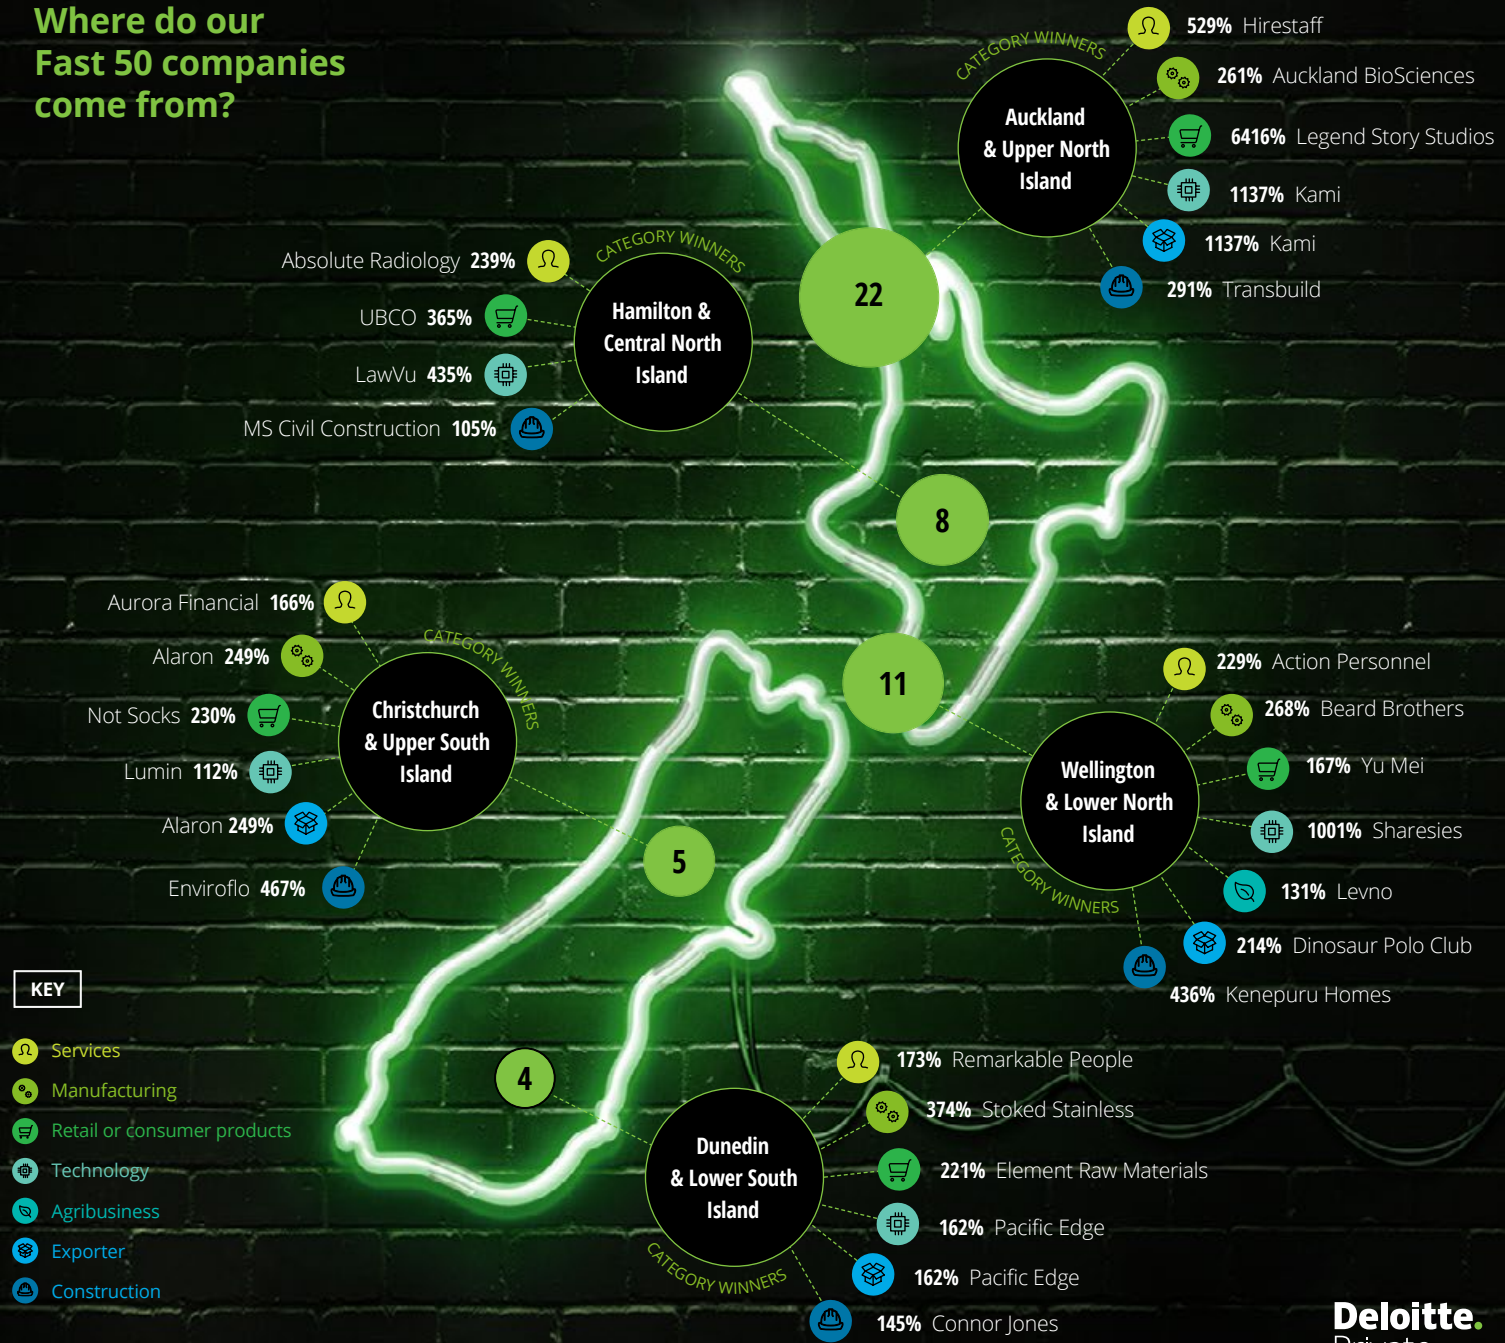 Where do our
Fast 50 companies
come from?
CATEGORY WINNERS
Auckland
& Upper North
Island
529% Hirestaff
261% Auckland BioSciences
6416% Legend Story Studios
1137% Kami
1137% Kami
291% Transbuild
22
CATEGORY WINNERS
Hamilton &
Central North
Island
Absolute Radiology 239%
UBCO 365%
LawVu 435%
MS Civil Construction 105%
8
CATEGORY WINNERS
Christchurch
& Upper South
Island
Aurora Financial 166%
Alaron 249%
Not Socks 230%
Lumin 112%
Alaron 249%
Enviroflo 467%
5
11
Wellington
& Lower North
Island
CATEGORY WINNERS
229% Action Personnel
268% Beard Brothers
167% Yu Mei
1001% Sharesies
131% Levno
214% Dinosaur Polo Club
436% Kenepuru Homes
4
Dunedin
& Lower South
Island
CATEGORY WINNERS
173% Remarkable People
374% Stoked Stainless
221% Element Raw Materials
162% Pacific Edge
162% Pacific Edge
145% Connor Jones
KEY
Services
Manufacturing
Retail or consumer products
Technology
Agribusiness
Exporter
Construction
Deloitte.
Private